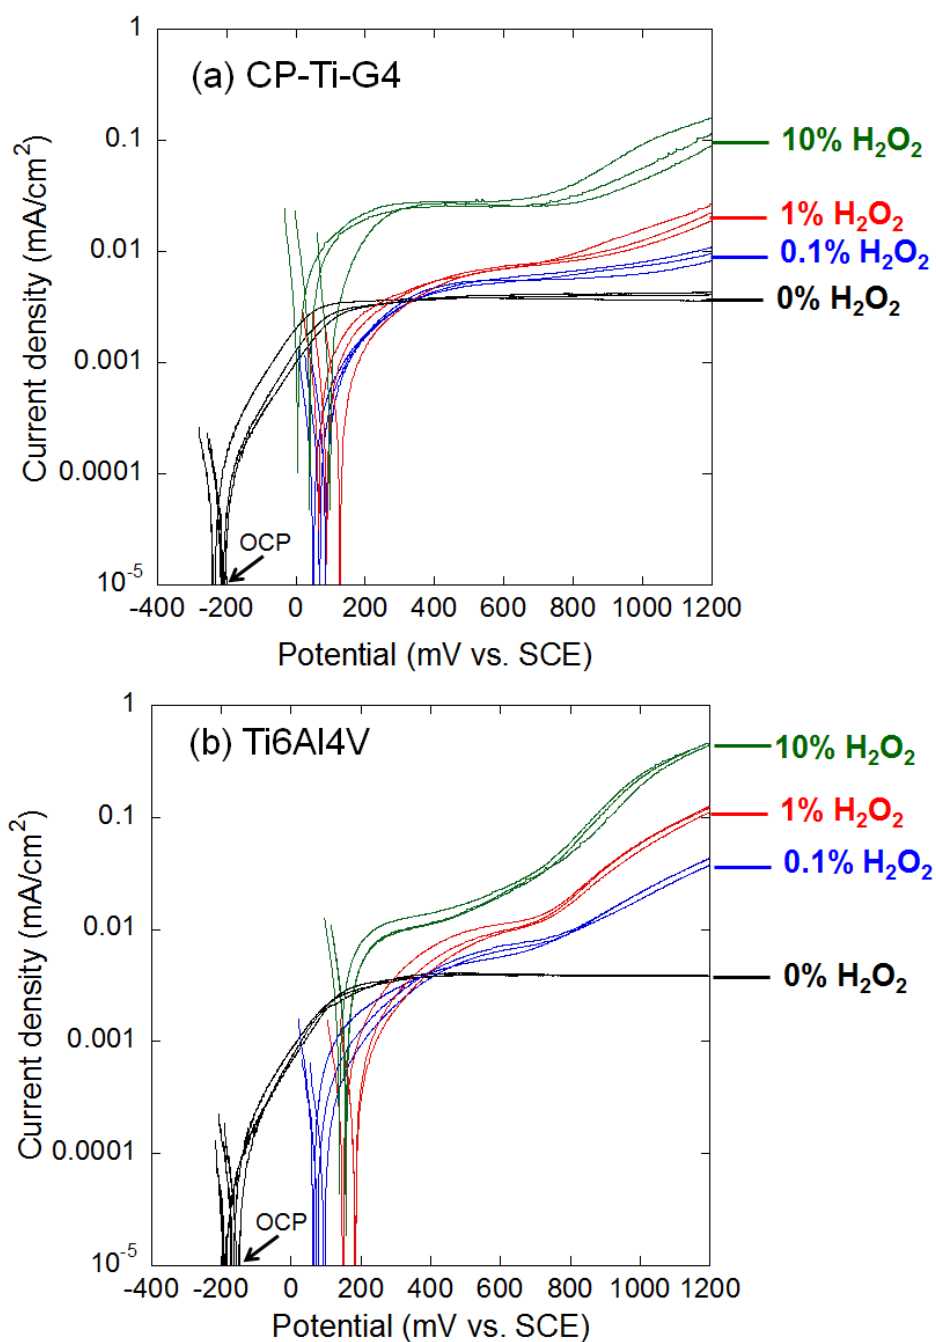 (a) CP-Ti-G4
Current density (mA/cm²)
1
0.1
0.01
0.001
0.0001
10⁻⁵
10% H₂O₂
1% H₂O₂
0.1% H₂O₂
0% H₂O₂
OCP
-400 -200 0 200 400 600 800 1000 1200
Potential (mV vs. SCE)
(b) Ti6Al4V
Current density (mA/cm²)
1
0.1
0.01
0.001
0.0001
10⁻⁵
10% H₂O₂
1% H₂O₂
0.1% H₂O₂
0% H₂O₂
OCP
-400 -200 0 200 400 600 800 1000 1200
Potential (mV vs. SCE)